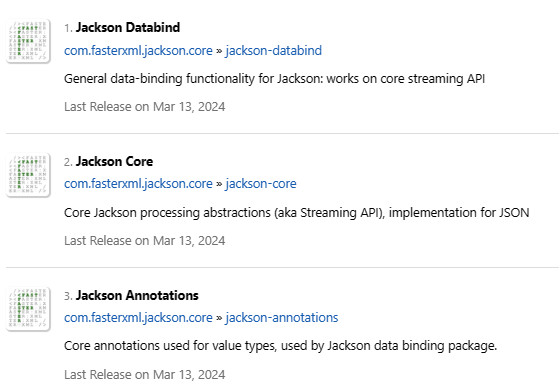 1. Jackson Databind
com.fasterxml.jackson.core » jackson-databind
General data-binding functionality for Jackson: works on core streaming API
Last Release on Mar 13, 2024
2. Jackson Core
com.fasterxml.jackson.core » jackson-core
Core Jackson processing abstractions (aka Streaming API), implementation for JSON
Last Release on Mar 13, 2024
3. Jackson Annotations
com.fasterxml.jackson.core » jackson-annotations
Core annotations used for value types, used by Jackson data binding package.
Last Release on Mar 13, 2024